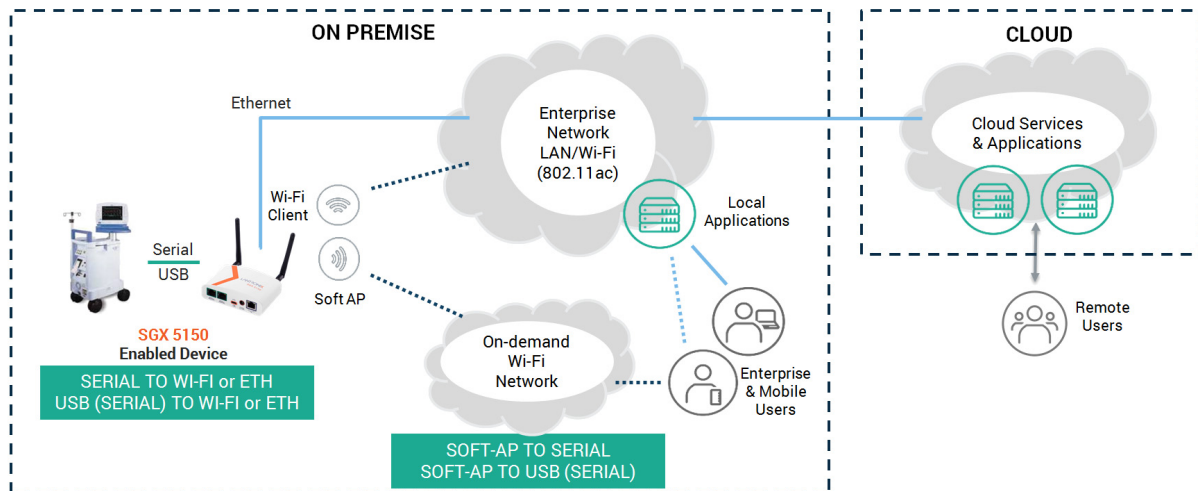 ON PREMISE
CLOUD
Ethernet
Enterprise
Network
LAN/Wi-Fi
(802.11ac)
Cloud Services
& Applications
Wi-Fi
Client
Local
Applications
Serial
USB
Soft AP
Remote
Users
SGX 5150
Enabled Device
On-demand
Wi-Fi
Network
Enterprise
& Mobile
Users
SERIAL TO WI-FI or ETH
USB (SERIAL) TO WI-FI or ETH
SOFT-AP TO SERIAL
SOFT-AP TO USB (SERIAL)